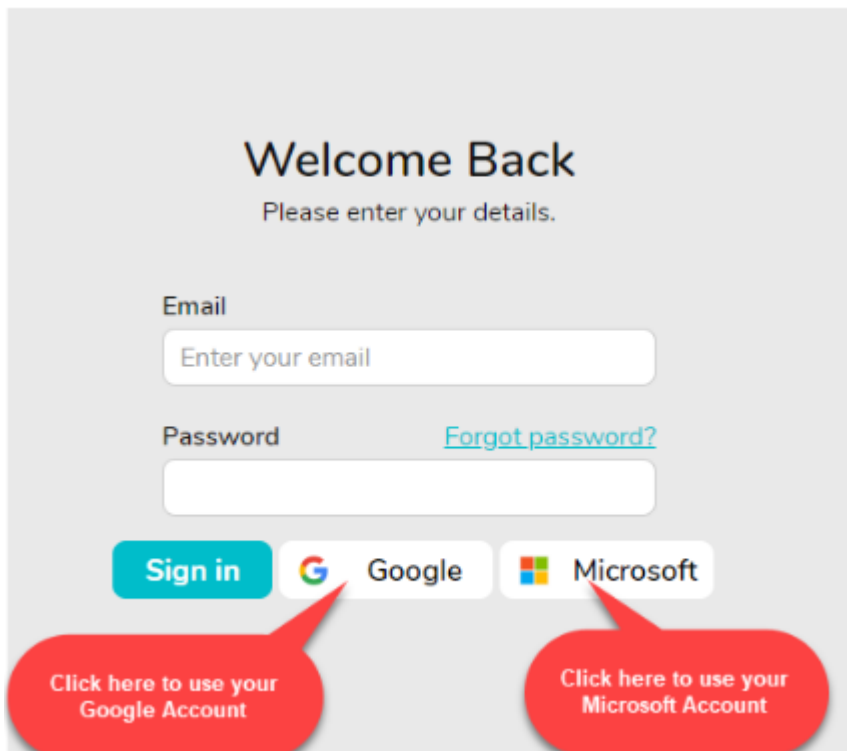 Welcome Back
Please enter your details.
Email
Enter your email
Password
Forgot password?
Sign in
Google
Microsoft
Click here to use your
Google Account
Click here to use your
Microsoft Account